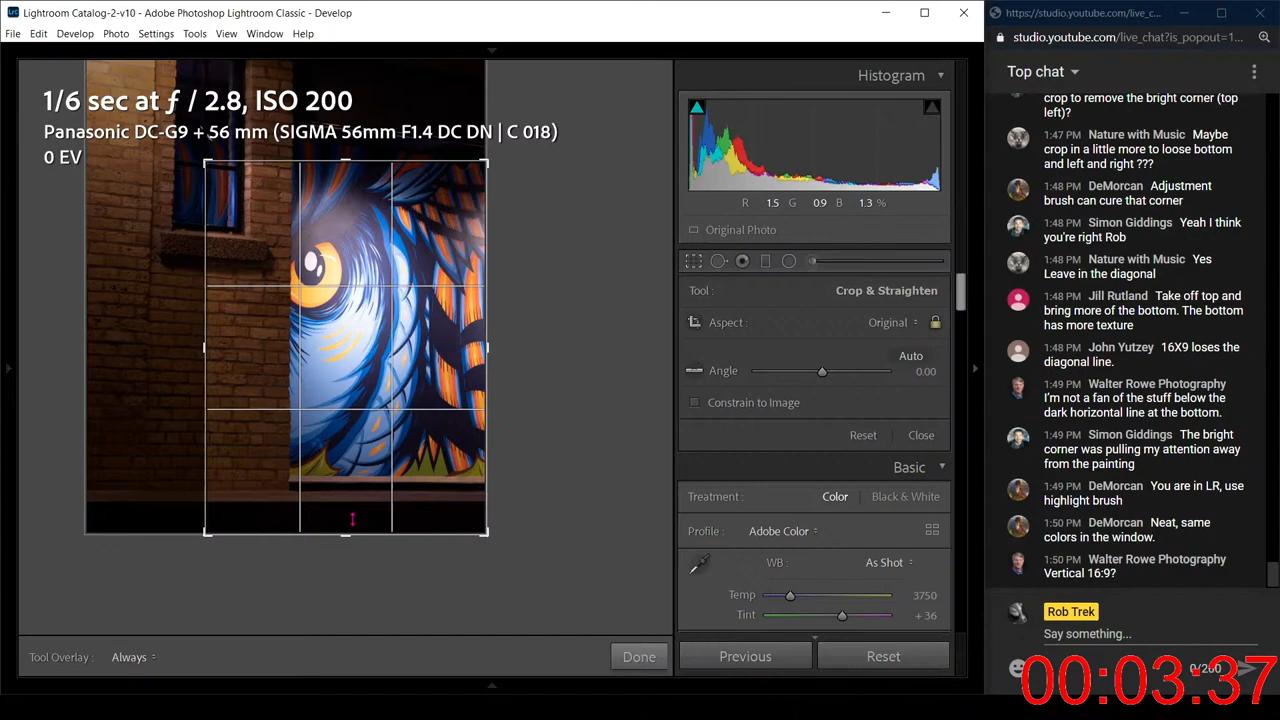 Lightroom Catalog-2-v10 - Adobe Photoshop Lightroom Classic - Develop
File Edit Develop Photo Settings Tools View Window Help
1/6 sec at ƒ / 2.8, ISO 200
Panasonic DC-G9 + 56 mm (SIGMA 56mm F1.4 DC DN | C 018)
0 EV
Tool Overlay : Always
Done
Histogram
R 1.5 G 0.9 B 1.3 %
Original Photo
Tool : Crop & Straighten
Aspect : Original
Auto
Angle 0.00
Constrain to Image
Reset Close
Basic
Treatment : Color Black & White
Profile : Adobe Color
WB : As Shot
Temp 3750
Tint + 36
Previous Reset
https://studio.youtube.com/live_c...
studio.youtube.com/live_chat?is_popout=1...
Top chat
crop to remove the bright corner (top
left)?
1:47 PM Nature with Music Maybe
crop in a little more to loose bottom
and left and right ???
1:48 PM DeMorcan Adjustment
brush can cure that corner
1:48 PM Simon Giddings Yeah I think
you're right Rob
1:48 PM Nature with Music Yes
Leave in the diagonal
1:48 PM Jill Rutland Take off top and
bring more of the bottom. The bottom
has more texture
1:48 PM John Yutzey 16X9 loses the
diagonal line.
1:49 PM Walter Rowe Photography
I'm not a fan of the stuff below the
dark horizontal line at the bottom.
1:49 PM Simon Giddings The bright
corner was pulling my attention away
from the painting
1:49 PM DeMorcan You are in LR, use
highlight brush
1:50 PM DeMorcan Neat, same
colors in the window.
1:50 PM Walter Rowe Photography
Vertical 16:9?
Rob Trek
Say something...
0/200
00:03:37